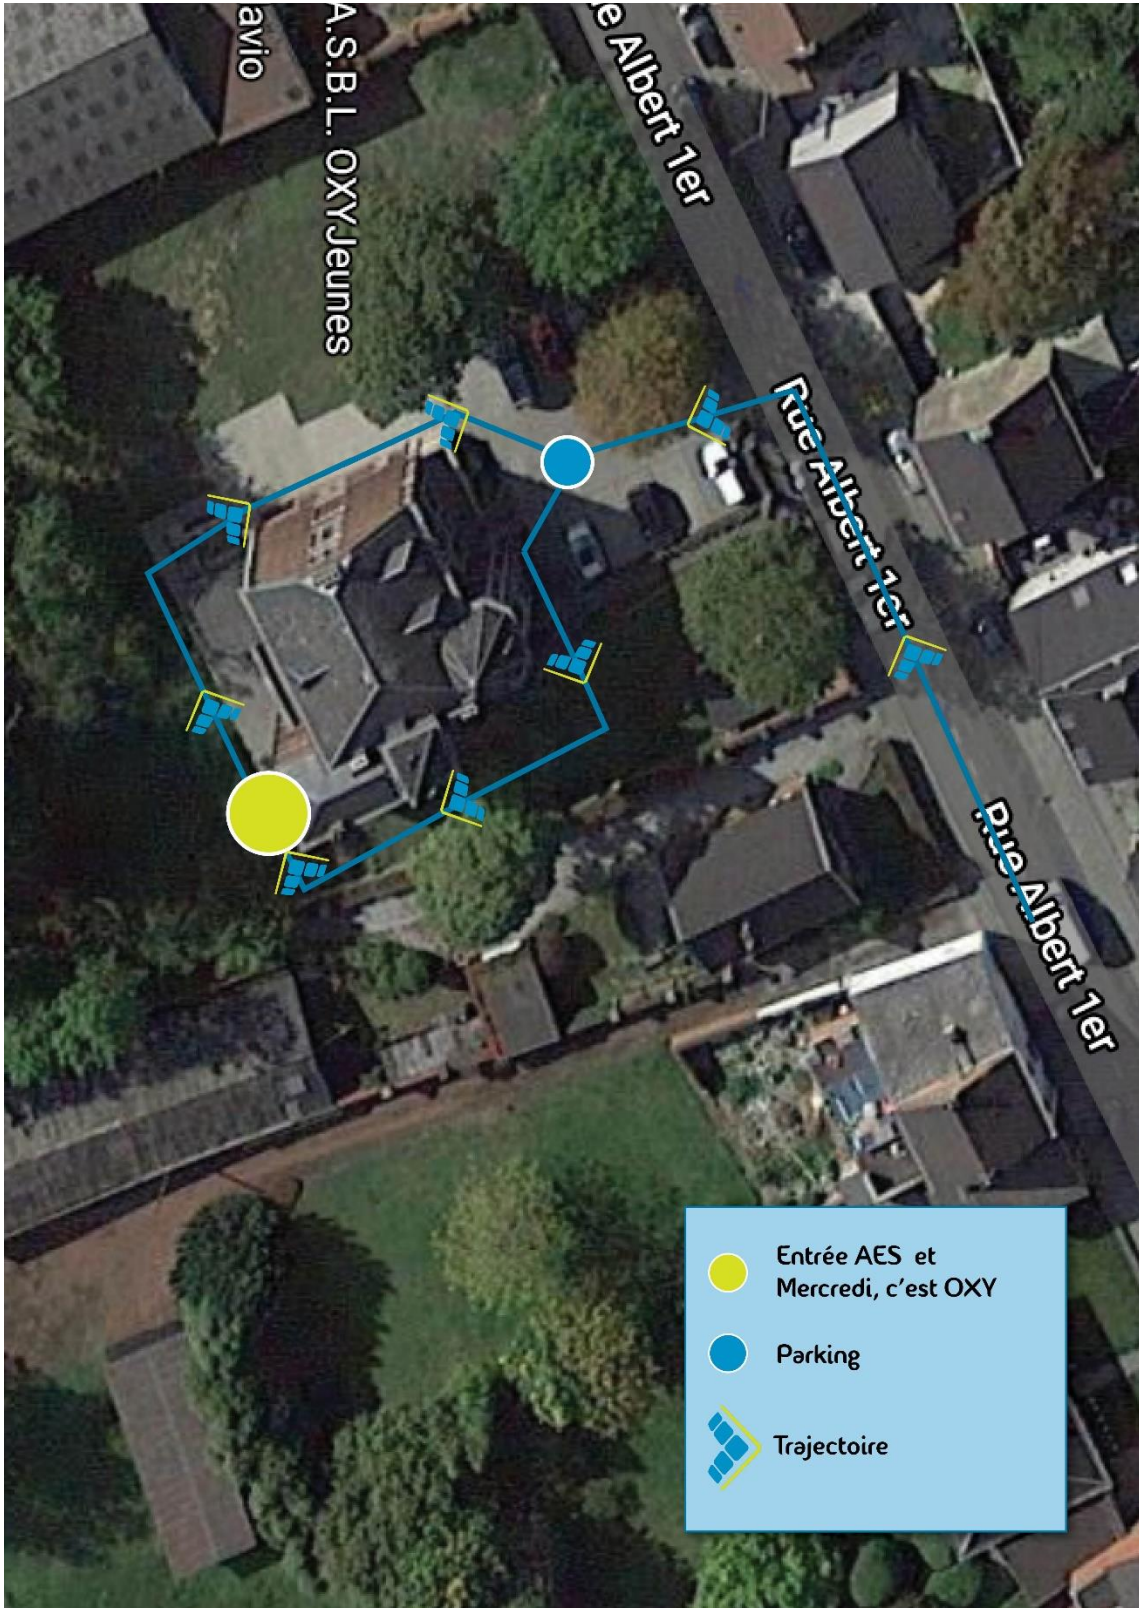 avio
A.S.B.L. OXYJeunes
e Albert 1er
Rue Albert 1er
Rue Albert 1er
Entrée AES et
Mercredi, c'est OXY
Parking
Trajectoire